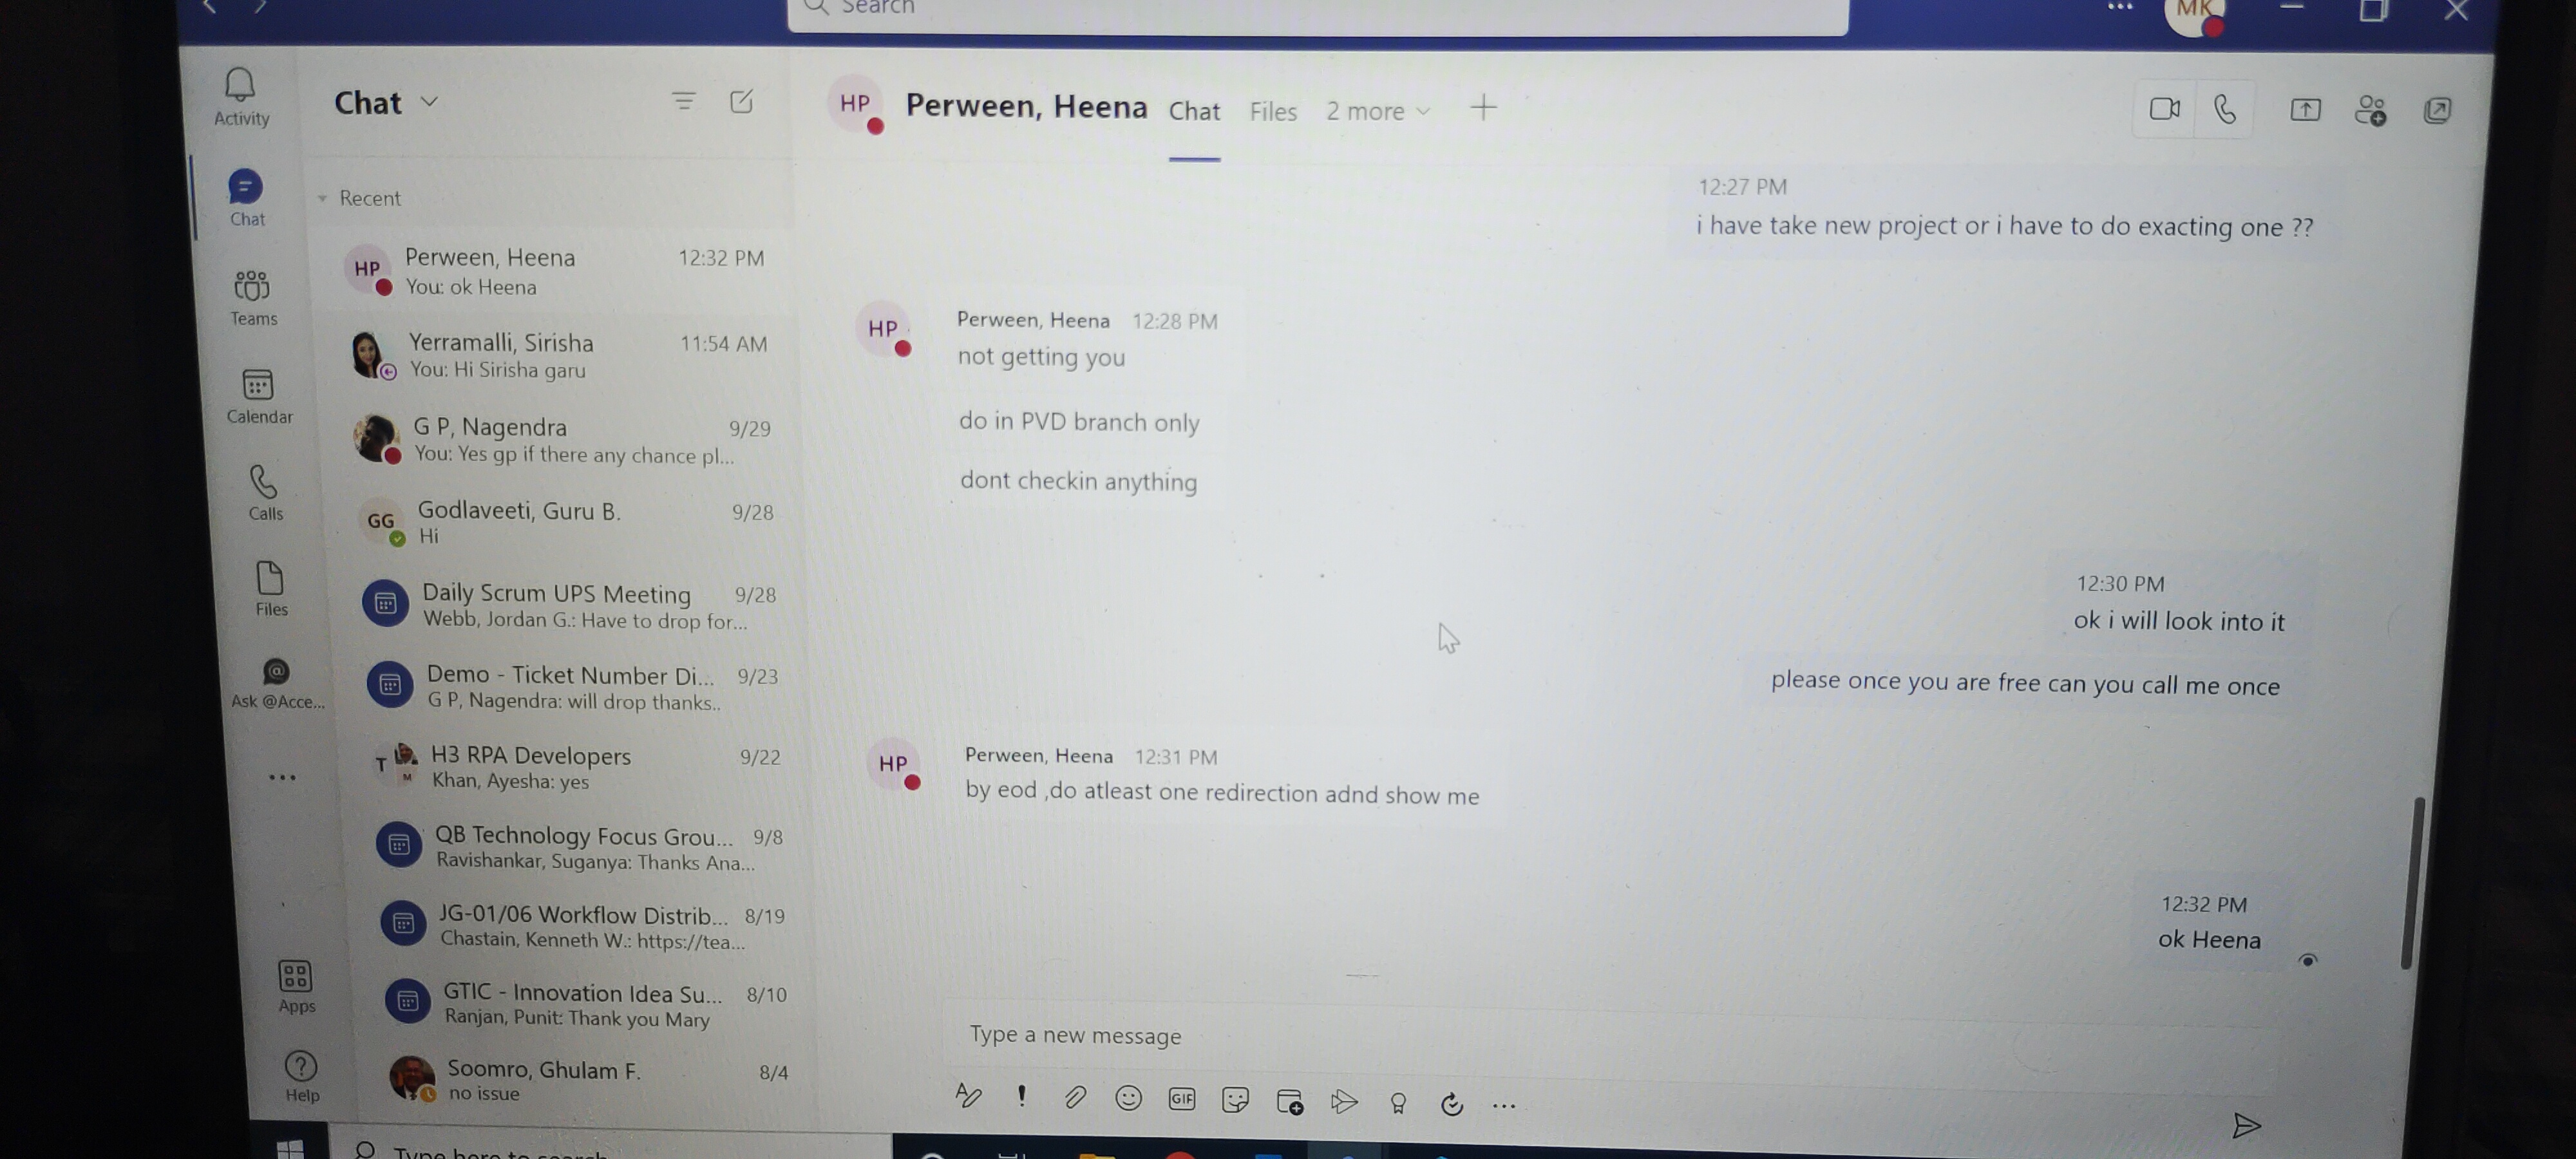 Search
MK
Activity
Chat
Teams
Calendar
Calls
Files
Ask @Acce...
Apps
Help
Chat
Recent
HP
Perween, Heena 12:32 PM
You: ok Heena
Yerramalli, Sirisha 11:54 AM
You: Hi Sirisha garu
G P, Nagendra 9/29
You: Yes gp if there any chance pl...
GG
Godlaveeti, Guru B. 9/28
Hi
Daily Scrum UPS Meeting 9/28
Webb, Jordan G.: Have to drop for...
Demo - Ticket Number Di... 9/23
G P, Nagendra: will drop thanks..
T
M
H3 RPA Developers 9/22
Khan, Ayesha: yes
QB Technology Focus Grou... 9/8
Ravishankar, Suganya: Thanks Ana...
JG-01/06 Workflow Distrib... 8/19
Chastain, Kenneth W.: https://tea...
GTIC - Innovation Idea Su... 8/10
Ranjan, Punit: Thank you Mary
Soomro, Ghulam F. 8/4
no issue
HP Perween, Heena Chat Files 2 more
12:27 PM
i have take new project or i have to do exacting one ??
HP
Perween, Heena 12:28 PM
not getting you
do in PVD branch only
dont checkin anything
12:30 PM
ok i will look into it
please once you are free can you call me once
HP
Perween, Heena 12:31 PM
by eod ,do atleast one redirection adnd show me
12:32 PM
ok Heena
Type a new message
GIF
Type here to search